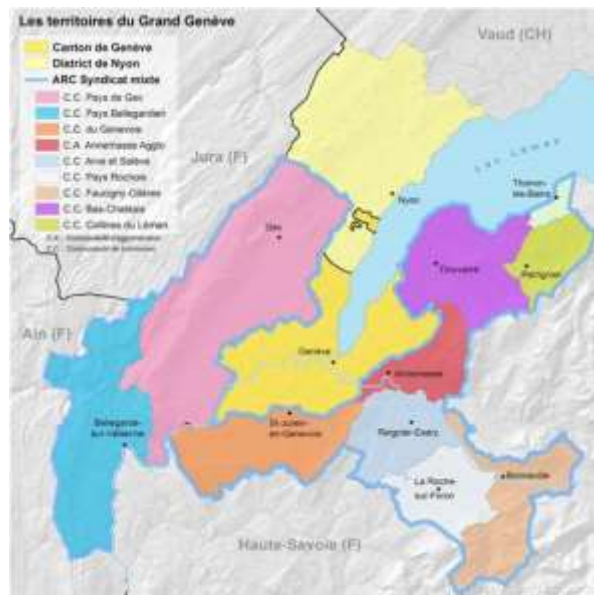 Les territoires du Grand Genève
Canton de Genève
District de Nyon
ARC Syndicat mixte
C.C. Pays de Gex
C.C. Pays Bellegardien
C.C. du Genevois
C.A. Annemasse Agglo
C.C. Arve et Salève
C.C. Pays Rochois
C.C. Faucigny-Glières
C.C. Bas-Chablais
C.C. Collines du Léman
Vaud (CH)
Jura (F)
LAC LÉMAN
Thonon-
les-Bains
Nyon
Gex
Douvaine
Perrignier
Ain (F)
Genève
Annemasse
Bellegarde-
sur-Valserine
St-Julien-
en-Genevois
Reignier-Esery
La Roche-
sur-Foron
Bonneville
Haute-Savoie (F)